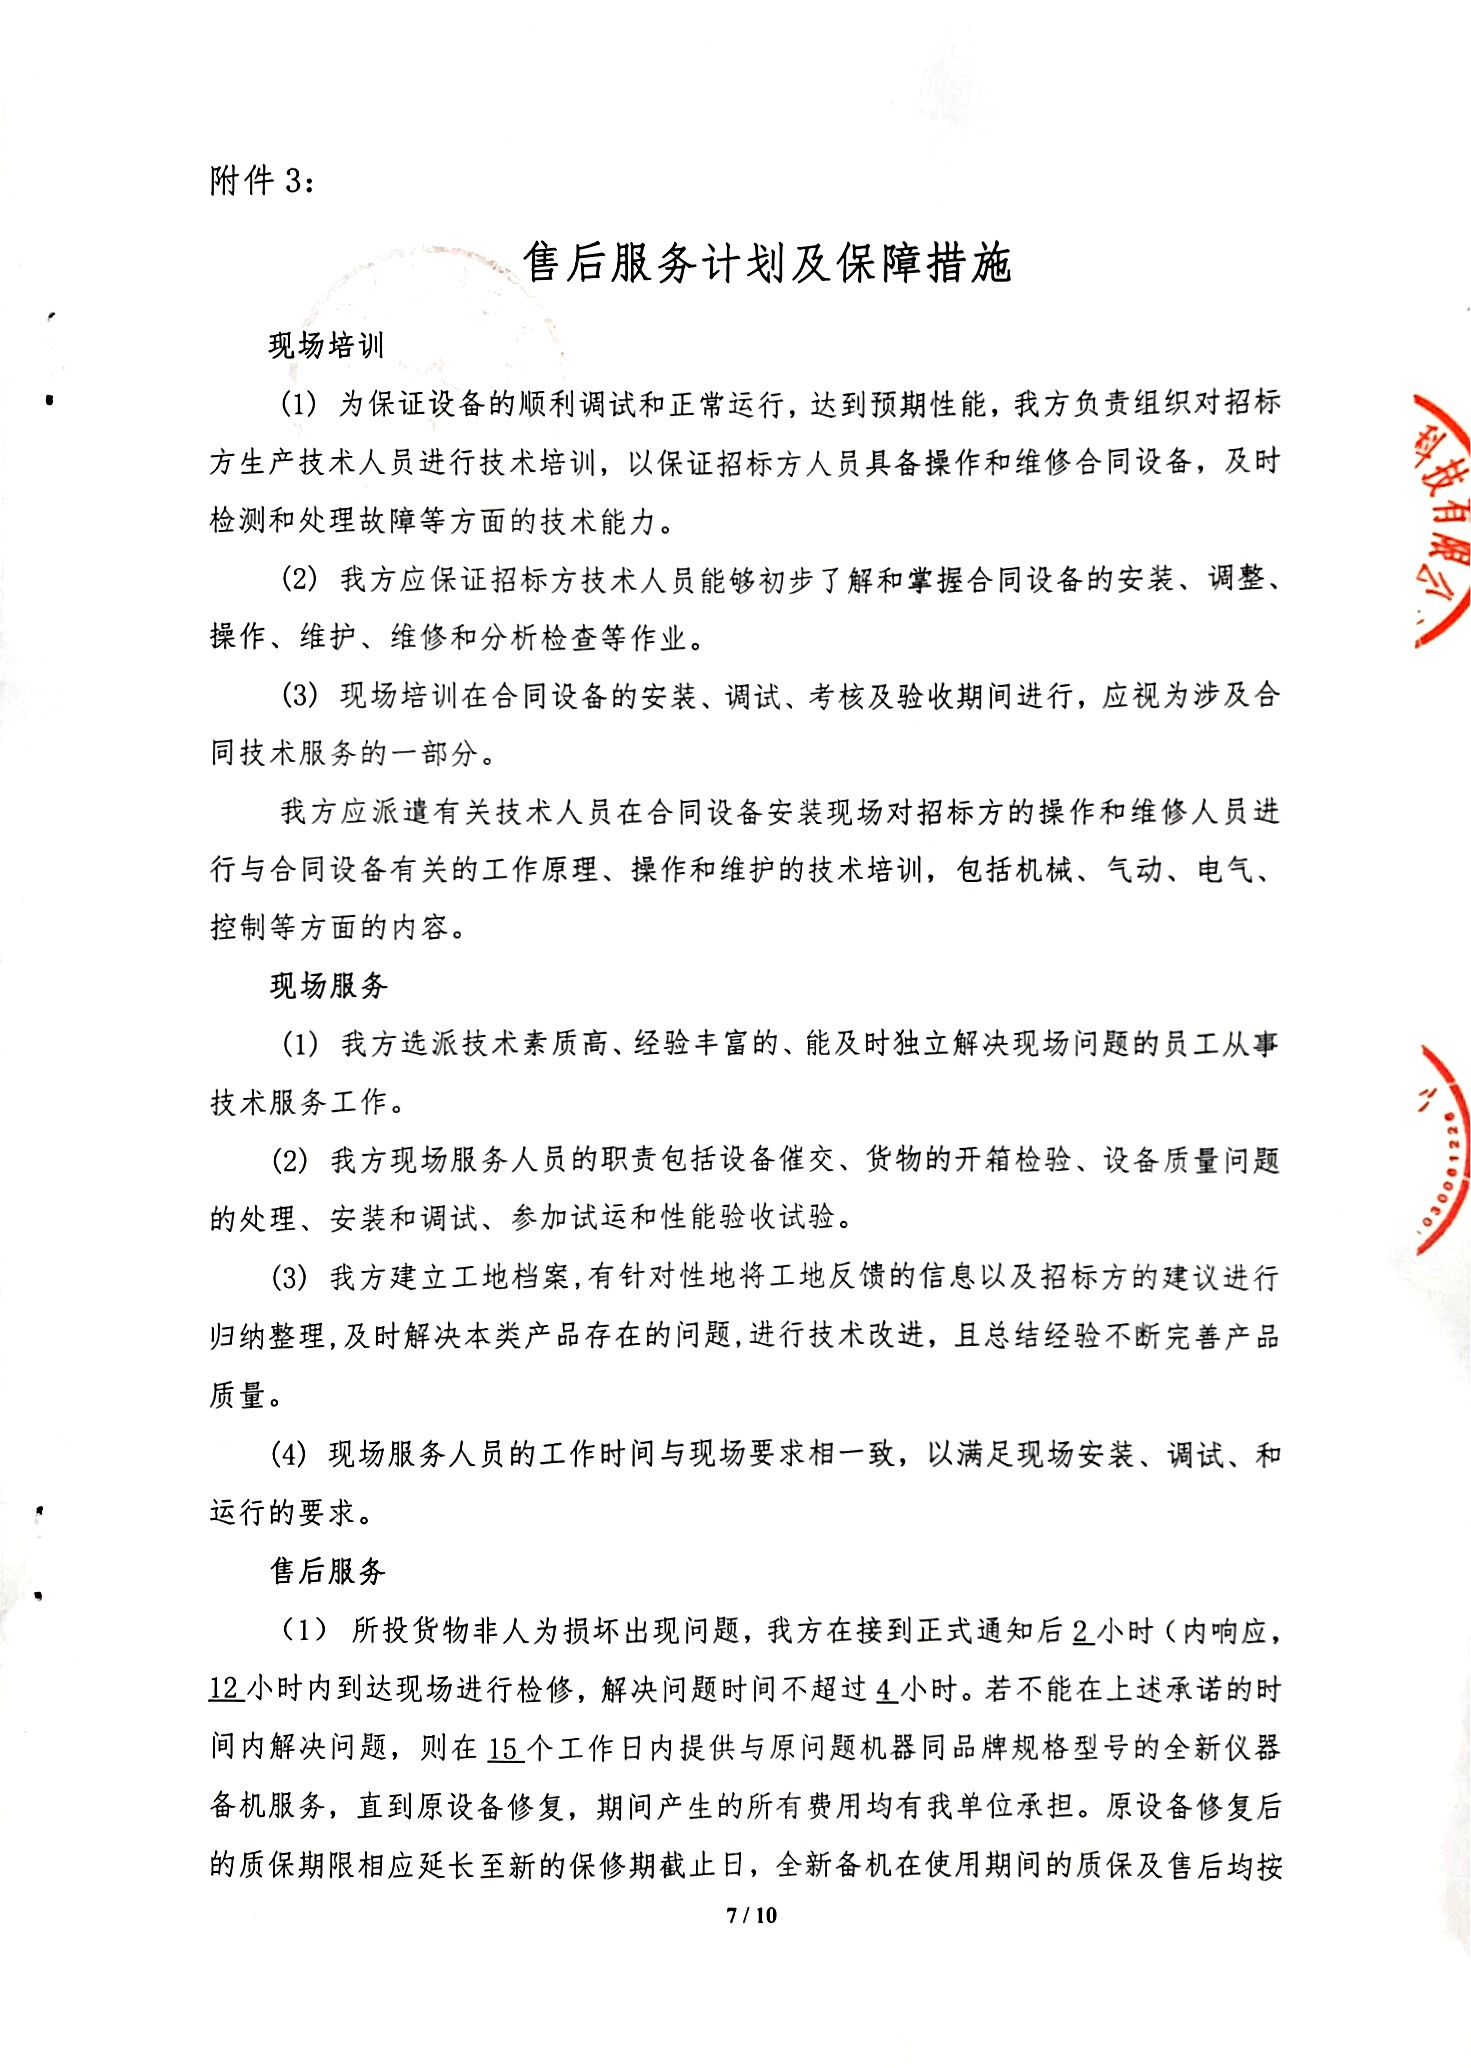 附件 3：
售后服务计划及保障措施
现场培训
(1) 为保证设备的顺利调试和正常运行，达到预期性能，我方负责组织对招标
方生产技术人员进行技术培训，以保证招标方人员具备操作和维修合同设备，及时
检测和处理故障等方面的技术能力。
(2) 我方应保证招标方技术人员能够初步了解和掌握合同设备的安装、调整、
操作、维护、维修和分析检查等作业。
(3) 现场培训在合同设备的安装、调试、考核及验收期间进行，应视为涉及合
同技术服务的一部分。
我方应派遣有关技术人员在合同设备安装现场对招标方的操作和维修人员进
行与合同设备有关的工作原理、操作和维护的技术培训，包括机械、气动、电气、
控制等方面的内容。
现场服务
(1) 我方选派技术素质高、经验丰富的、能及时独立解决现场问题的员工从事
技术服务工作。
(2) 我方现场服务人员的职责包括设备催交、货物的开箱检验、设备质量问题
的处理、安装和调试、参加试运和性能验收试验。
(3) 我方建立工地档案,有针对性地将工地反馈的信息以及招标方的建议进行
归纳整理,及时解决本类产品存在的问题,进行技术改进，且总结经验不断完善产品
质量。
(4) 现场服务人员的工作时间与现场要求相一致，以满足现场安装、调试、和
运行的要求。
售后服务
（1） 所投货物非人为损坏出现问题，我方在接到正式通知后 2 小时（内响应，
12 小时内到达现场进行检修，解决问题时间不超过 4 小时。若不能在上述承诺的时
间内解决问题，则在 15 个工作日内提供与原问题机器同品牌规格型号的全新仪器
备机服务，直到原设备修复，期间产生的所有费用均有我单位承担。原设备修复后
的质保期限相应延长至新的保修期截止日，全新备机在使用期间的质保及售后均按
7 / 10
科技有限公
030001226